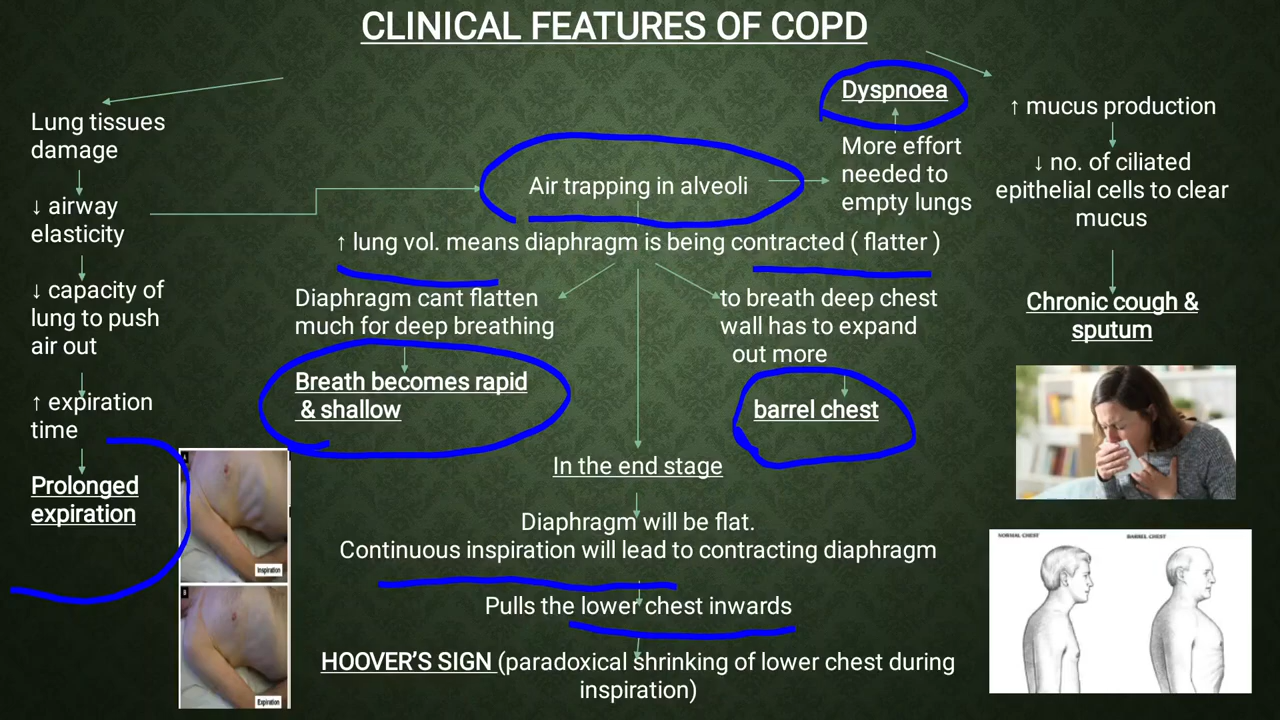 CLINICAL FEATURES OF COPD
Lung tissues
damage
↓ airway
elasticity
↓ capacity of
lung to push
air out
↑ expiration
time
Prolonged
expiration
Air trapping in alveoli
Dyspnoea
More effort
needed to
empty lungs
↑ lung vol. means diaphragm is being contracted ( flatter )
Diaphragm cant flatten
much for deep breathing
Breath becomes rapid
& shallow
to breath deep chest
wall has to expand
out more
barrel chest
In the end stage
Diaphragm will be flat.
Continuous inspiration will lead to contracting diaphragm
Pulls the lower chest inwards
HOOVER'S SIGN (paradoxical shrinking of lower chest during
inspiration)
↑ mucus production
↓ no. of ciliated
epithelial cells to clear
mucus
Chronic cough &
sputum
A
Inspiration
B
Expiration
NORMAL CHEST
BARREL CHEST